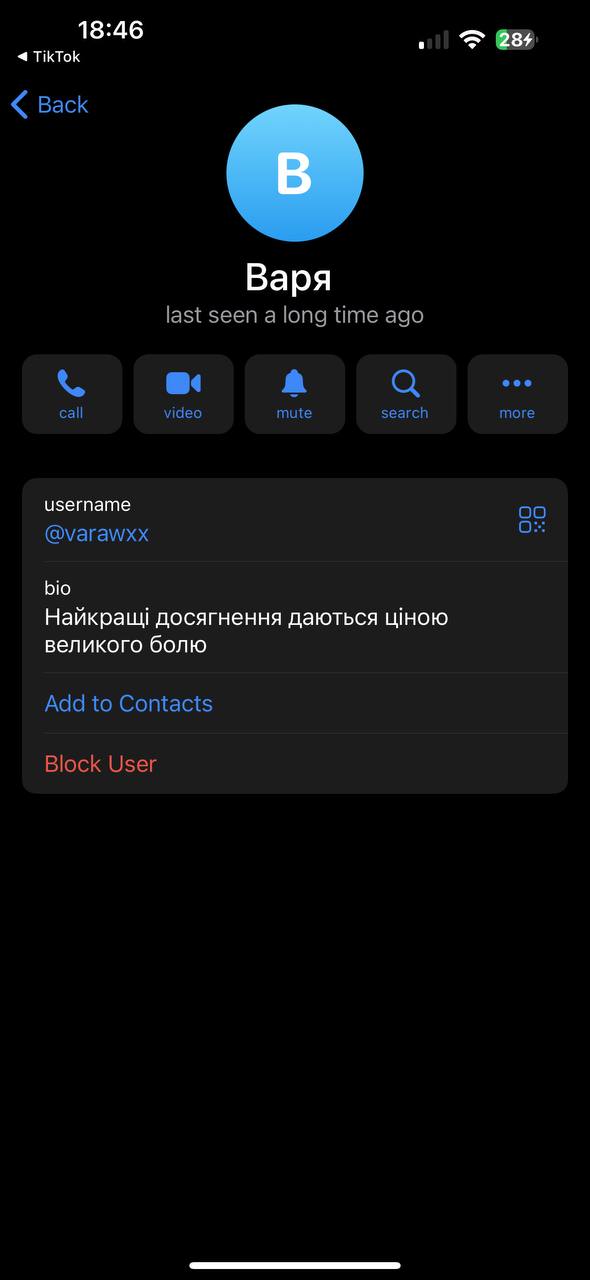 18:46
28
◀ TikTok
Back
В
Варя
last seen a long time ago
call
video
mute
search
more
username
@varawxx
bio
Найкращі досягнення даються ціною
великого болю
Add to Contacts
Block User